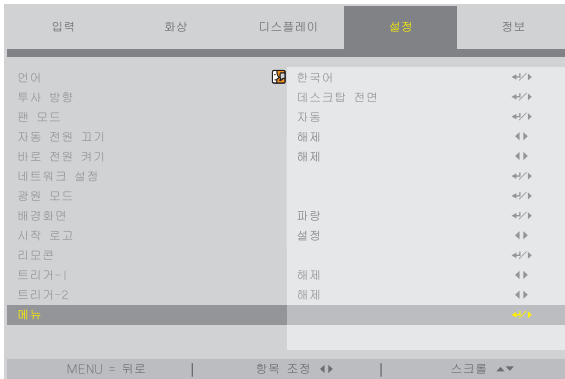 입력 화상 디스플레이 설정 정보
언어 한국어
투사 방향 데스크탑 전면
팬 모드 자동
자동 전원 끄기 해제
바로 전원 켜기 해제
네트워크 설정
광원 모드
배경화면 파랑
시작 로고 설정
리모콘
트리거-1 해제
트리거-2 해제
메뉴
MENU = 뒤로 항목 조정 스크롤